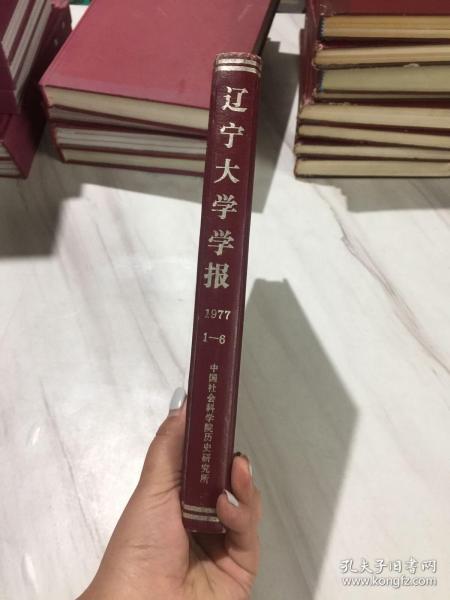 辽宁大学学报
1977
1—6
中国社会科学院历史研究所
孔夫子旧书网
www.kongfz.com